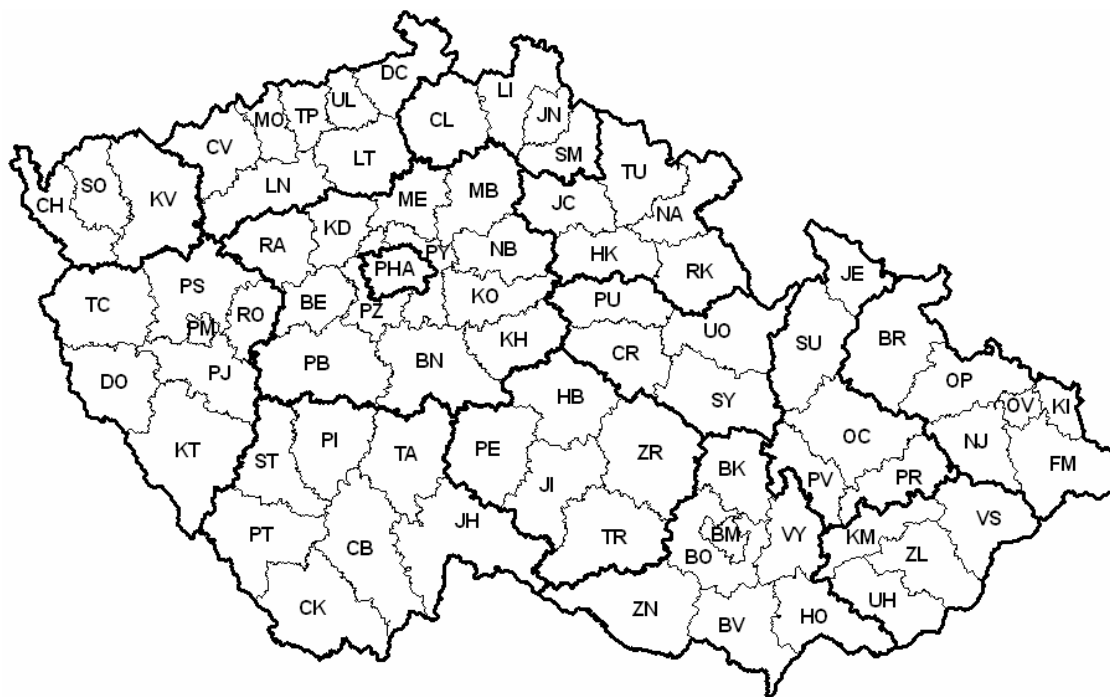 DC
LI
UL
MO
TP
CL
JN
CV
LT
SM
TU
SO
LN
CH
KV
ME
MB
JC
NA
KD
RA
PY
NB
HK
RK
PHA
JE
PS
TC
BE
KO
PU
RO
PZ
PM
UO
BR
KH
CR
SU
PB
BN
DO
PJ
OP
HB
SY
OV
KI
KT
ST
PI
TA
PE
ZR
OC
NJ
FM
JI
BK
PV
PR
VS
JH
PT
CB
TR
BM
BO
VY
KM
ZL
CK
ZN
BV
HO
UH